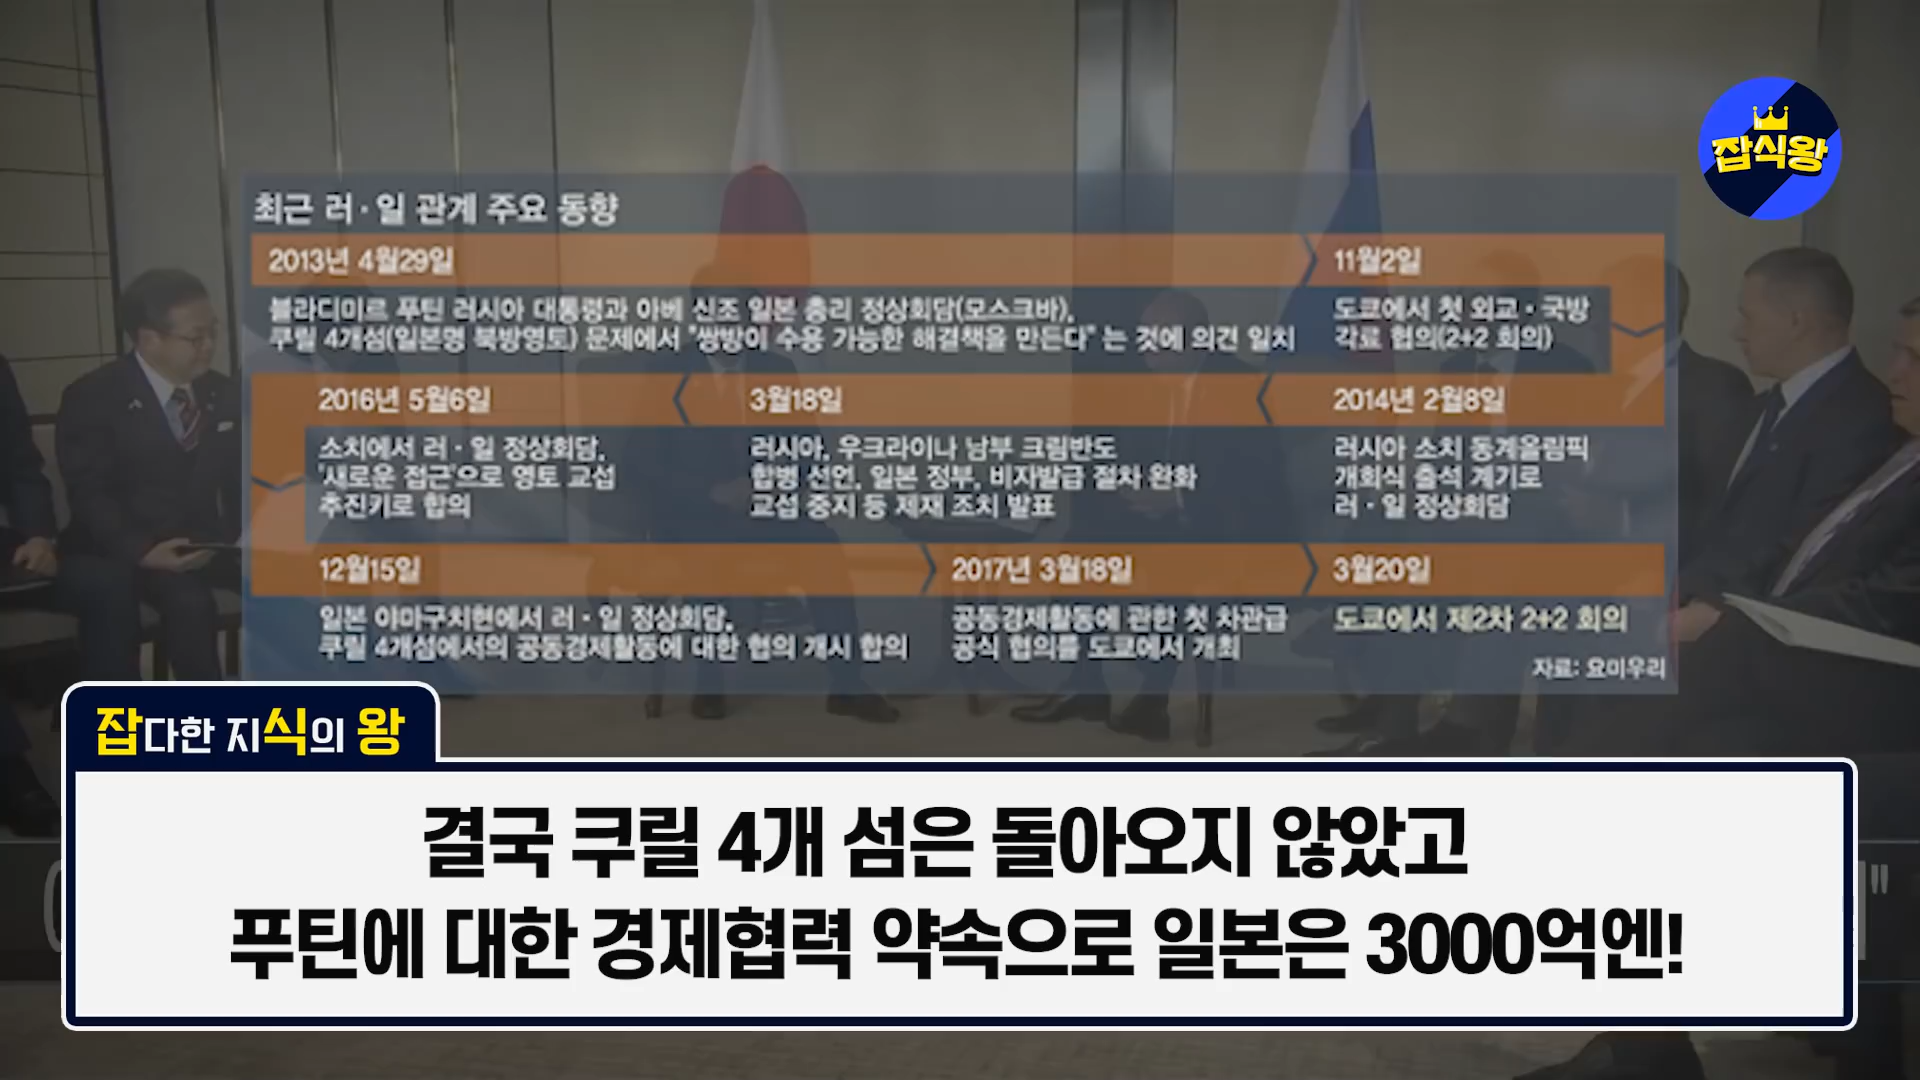 잡식왕
최근 러·일 관계 주요 동향
2013년 4월29일
11월2일
블라디미르 푸틴 러시아 대통령과 아베 신조 일본 총리 정상회담(모스크바),
쿠릴 4개섬(일본명 북방영토) 문제에서 "쌍방이 수용 가능한 해결책을 만든다" 는 것에 의견 일치
도쿄에서 첫 외교·국방
각료 협의(2+2 회의)
2016년 5월6일
3월18일
2014년 2월8일
소치에서 러·일 정상회담,
'새로운 접근'으로 영토 교섭
추진키로 합의
러시아, 우크라이나 남부 크림반도
합병 선언, 일본 정부, 비자발급 절차 완화
교섭 중지 등 제재 조치 발표
러시아 소치 동계올림픽
개회식 출석 계기로
러·일 정상회담
12월15일
2017년 3월18일
3월20일
일본 야마구치현에서 러·일 정상회담,
쿠릴 4개섬에서의 공동경제활동에 대한 협의 개시 합의
공동경제활동에 관한 첫 차관급
공식 협의를 도쿄에서 개최
도쿄에서 제2차 2+2 회의
자료: 요미우리
잡다한 지식의 왕
결국 쿠릴 4개 섬은 돌아오지 않았고
푸틴에 대한 경제협력 약속으로 일본은 3000억엔!